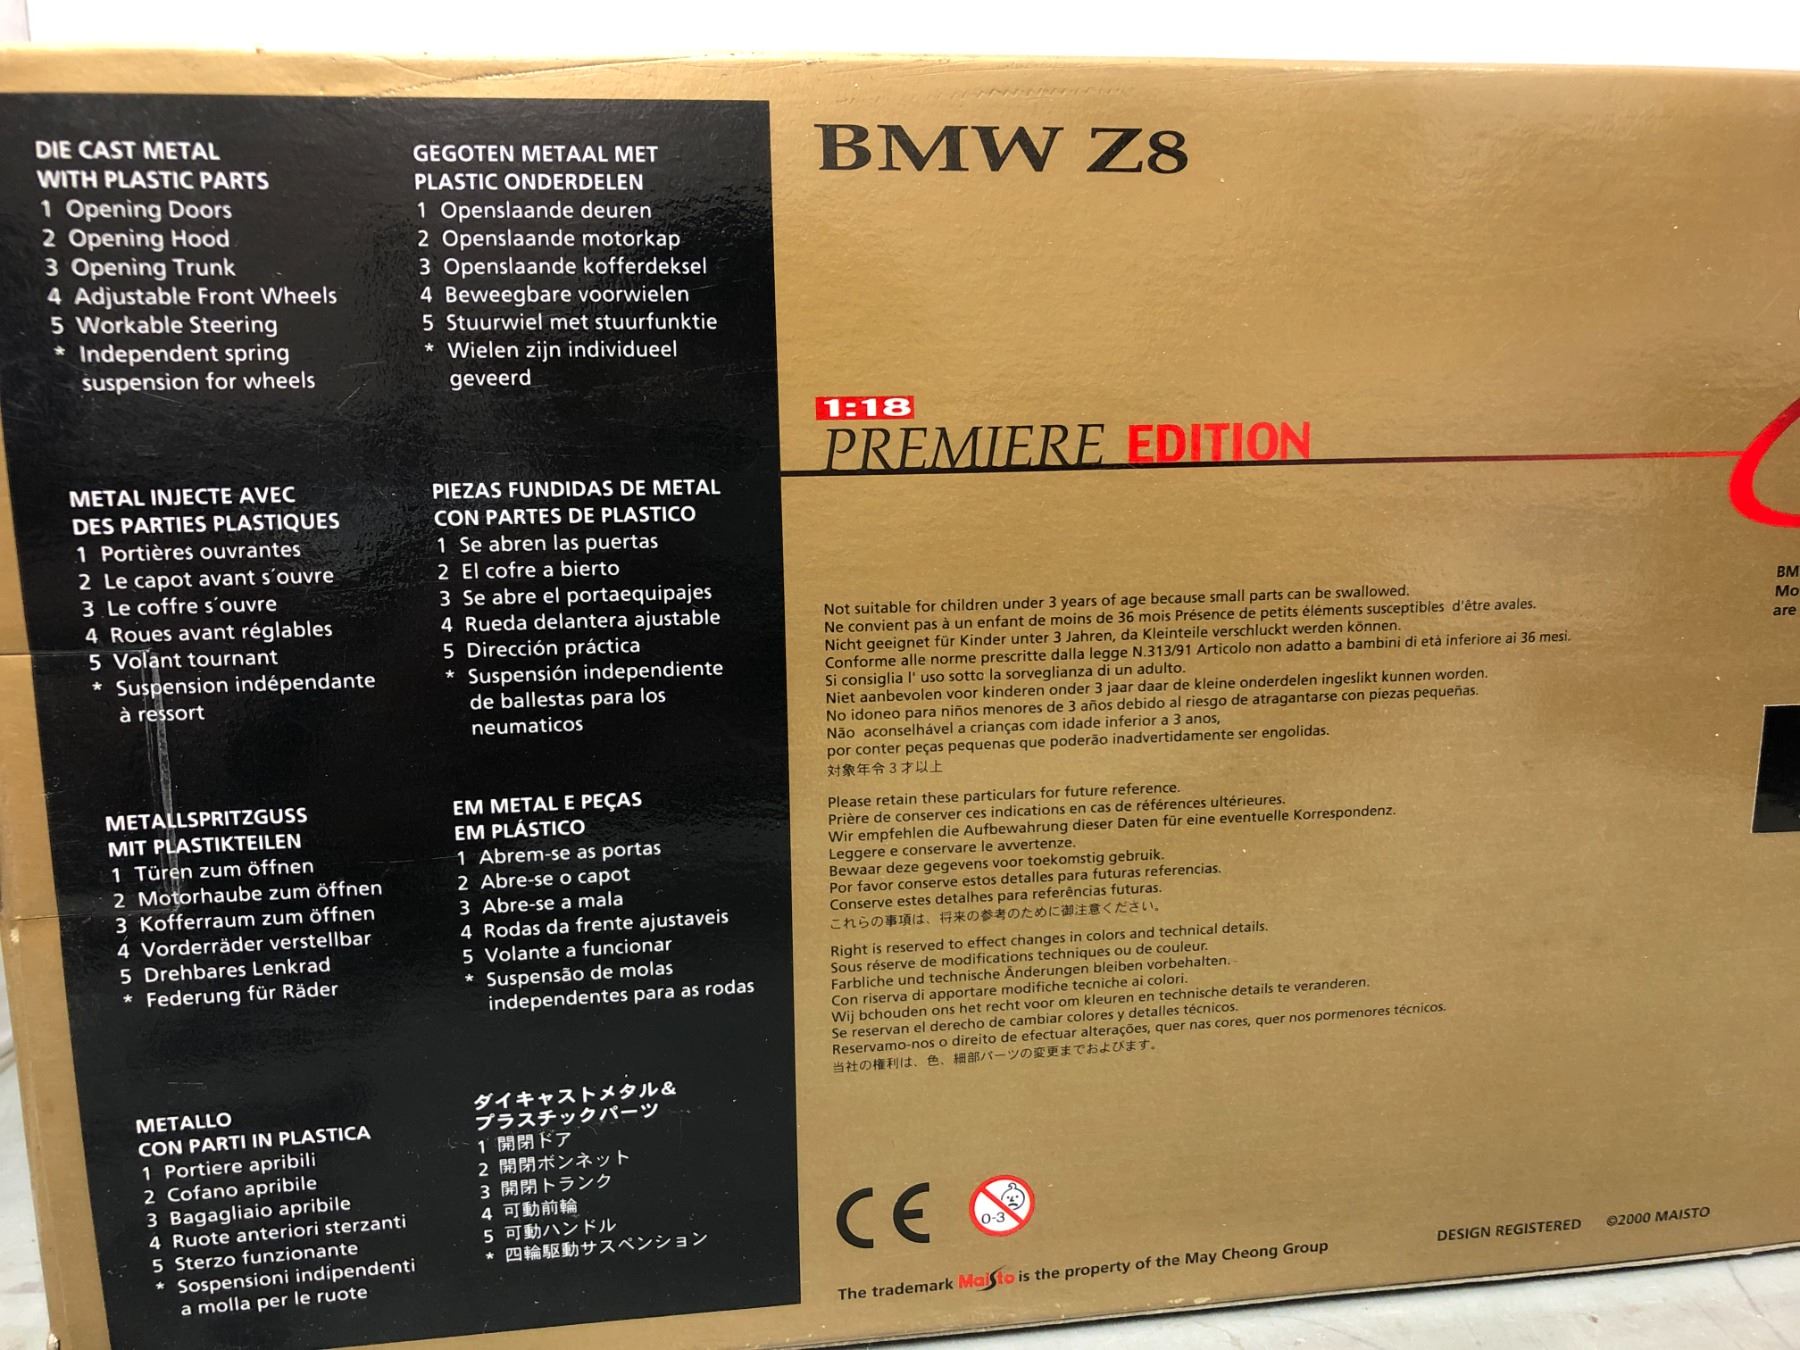 DIE CAST METAL
WITH PLASTIC PARTS
1 Opening Doors
2 Opening Hood
3 Opening Trunk
4 Adjustable Front Wheels
5 Workable Steering
* Independent spring
suspension for wheels
GEGOTEN METAAL MET
PLASTIC ONDERDELEN
1 Openslaande deuren
2 Openslaande motorkap
3 Openslaande kofferdeksel
4 Beweegbare voorwielen
5 Stuurwiel met stuurfunktie
* Wielen zijn individueel
geveerd
METAL INJECTE AVEC
DES PARTIES PLASTIQUES
1 Portières ouvrantes
2 Le capot avant s´ouvre
3 Le coffre s´ouvre
4 Roues avant réglables
5 Volant tournant
* Suspension indépendante
à ressort
PIEZAS FUNDIDAS DE METAL
CON PARTES DE PLASTICO
1 Se abren las puertas
2 El cofre a bierto
3 Se abre el portaequipajes
4 Rueda delantera ajustable
5 Dirección práctica
* Suspensión independiente
de ballestas para los
neumaticos
METALLSPRITZGUSS
MIT PLASTIKTEILEN
1 Türen zum öffnen
2 Motorhaube zum öffnen
3 Kofferraum zum öffnen
4 Vorderräder verstellbar
5 Drehbares Lenkrad
* Federung für Räder
EM METAL E PEÇAS
EM PLÁSTICO
1 Abrem-se as portas
2 Abre-se o capot
3 Abre-se a mala
4 Rodas da frente ajustaveis
5 Volante a funcionar
* Suspensão de molas
independentes para as rodas
METALLO
CON PARTI IN PLASTICA
1 Portiere apribili
2 Cofano apribile
3 Bagagliaio apribile
4 Ruote anteriori sterzanti
5 Sterzo funzionante
* Sospensioni indipendenti
a molla per le ruote
ダイキャストメタル&
プラスチックパーツ
1 開閉ドア
2 開閉ボンネット
3 開閉トランク
4 可動前輪
5 可動ハンドル
* 四輪駆動サスペンション
BMW Z8
1:18
PREMIERE EDITION
Not suitable for children under 3 years of age because small parts can be swallowed.
Ne convient pas à un enfant de moins de 36 mois Présence de petits éléments susceptibles d'être avales.
Nicht geeignet für Kinder unter 3 Jahren, da Kleinteile verschluckt werden können.
Conforme alle norme prescritte dalla legge N.313/91 Articolo non adatto a bambini di età inferiore ai 36 mesi.
Si consiglia l' uso sotto la sorveglianza di un adulto.
Niet aanbevolen voor kinderen onder 3 jaar daar de kleine onderdelen ingeslikt kunnen worden.
No idoneo para niños menores de 3 años debido al riesgo de atragantarse con piezas pequeñas.
Não aconselhável a crianças com idade inferior a 3 anos,
por conter peças pequenas que poderão inadvertidamente ser engolidas.
対象年令3才以上
Please retain these particulars for future reference.
Prière de conserver ces indications en cas de références ultérieures.
Wir empfehlen die Aufbewahrung dieser Daten für eine eventuelle Korrespondenz.
Leggere e conservare le avvertenze.
Bewaar deze gegevens voor toekomstig gebruik.
Por favor conserve estos detalles para futuras referencias.
Conserve estes detalhes para referências futuras.
これらの事項は、将来の参考のために御注意ください。
Right is reserved to effect changes in colors and technical details.
Sous réserve de modifications techniques ou de couleur.
Farbliche und technische Änderungen bleiben vorbehalten.
Con riserva di apportare modifiche tecniche ai colori.
Wij bchouden ons het recht voor om kleuren en technische details te veranderen.
Se reservan el derecho de cambiar colores y detalles técnicos.
Reservamo-nos o direito de efectuar alterações, quer nas cores, quer nos pormenores técnicos.
当社の権利は、色、細部パーツの変更までおよびます。
BM
Mo
are
CE
0-3
DESIGN REGISTERED ©2000 MAISTO
The trademark Maisto is the property of the May Cheong Group